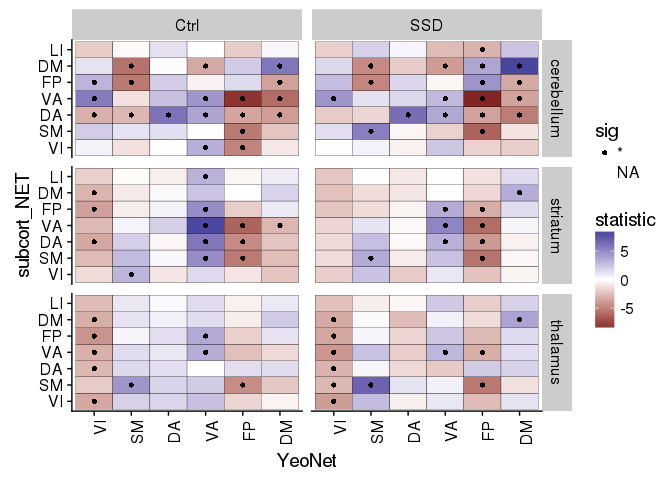 Ctrl SSD
LI
DM
FP
VA
DA
SM
VI
cerebellum
LI
DM
FP
VA
DA
SM
VI
striatum
LI
DM
FP
VA
DA
SM
VI
thalamus
subcort_NET
VI SM DA VA FP DM VI SM DA VA FP DM
YeoNet
sig
*
NA
statistic
5
0
-5